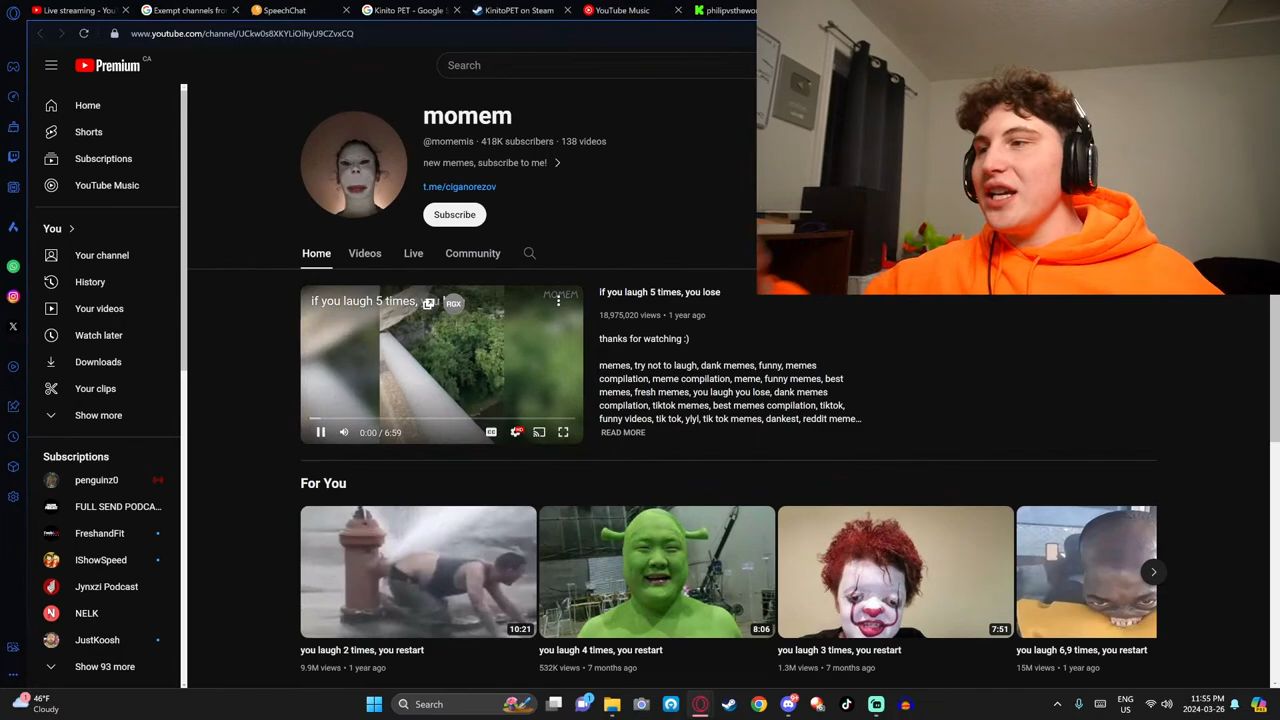 Live streaming - You
Exempt channels from
SpeechChat
Kinito PET - Google S
KinitoPET on Steam
YouTube Music
philipvsthewor
www.youtube.com/channel/UCkw0s8XKYLiOihyU9CZvxCQ
Premium CA
Search
Home
Shorts
Subscriptions
YouTube Music
You
Your channel
History
Your videos
Watch later
Downloads
Your clips
Show more
Subscriptions
penguinz0
FULL SEND PODCA...
FreshandFit
IShowSpeed
Jynxzi Podcast
NELK
JustKoosh
Show 93 more
momem
@momemis · 418K subscribers · 138 videos
new memes, subscribe to me!
t.me/ciganorezov
Subscribe
Home Videos Live Community
if you laugh 5 times, you l
RGX
MOMEM
0:00 / 6:59
CC
HD
if you laugh 5 times, you lose
18,975,020 views • 1 year ago
thanks for watching :)
memes, try not to laugh, dank memes, funny, memes
compilation, meme compilation, meme, funny memes, best
memes, fresh memes, you laugh you lose, dank memes
compilation, tiktok memes, best memes compilation, tiktok,
funny videos, tik tok, ylyl, tik tok memes, dankest, reddit meme...
READ MORE
For You
10:21
you laugh 2 times, you restart
9.9M views • 1 year ago
8:06
you laugh 4 times, you restart
532K views • 7 months ago
7:51
you laugh 3 times, you restart
1.3M views • 7 months ago
you laugh 6,9 times, you restart
15M views • 1 year ago
1
46°F
Cloudy
Search
ENG
US
11:55 PM
2024-03-26